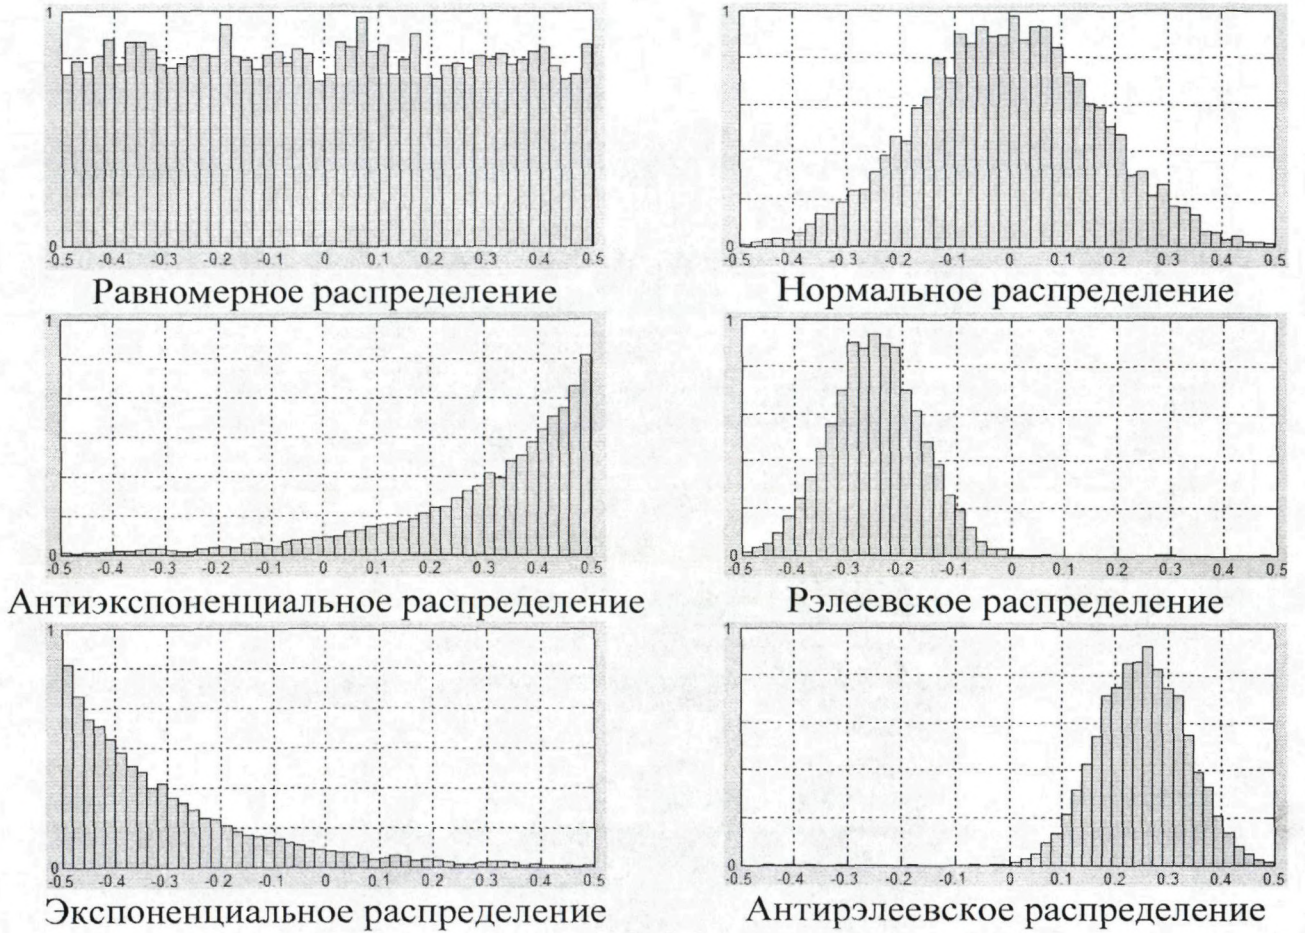 1
0
-0.5 -0.4 -0.3 -0.2 -0.1 0 0.1 0.2 0.3 0.4 0.5
Равномерное распределение
1
0
-0.5 -0.4 -0.3 -0.2 -0.1 0 0.1 0.2 0.3 0.4 0.5
Нормальное распределение
1
0
-0.5 -0.4 -0.3 -0.2 -0.1 0 0.1 0.2 0.3 0.4 0.5
Антиэкспоненциальное распределение
1
0
-0.5 -0.4 -0.3 -0.2 -0.1 0 0.1 0.2 0.3 0.4 0.5
Рэлеевское распределение
1
0
-0.5 -0.4 -0.3 -0.2 -0.1 0 0.1 0.2 0.3 0.4 0.5
Экспоненциальное распределение
1
0
-0.5 -0.4 -0.3 -0.2 -0.1 0 0.1 0.2 0.3 0.4 0.5
Антирэлеевское распределение